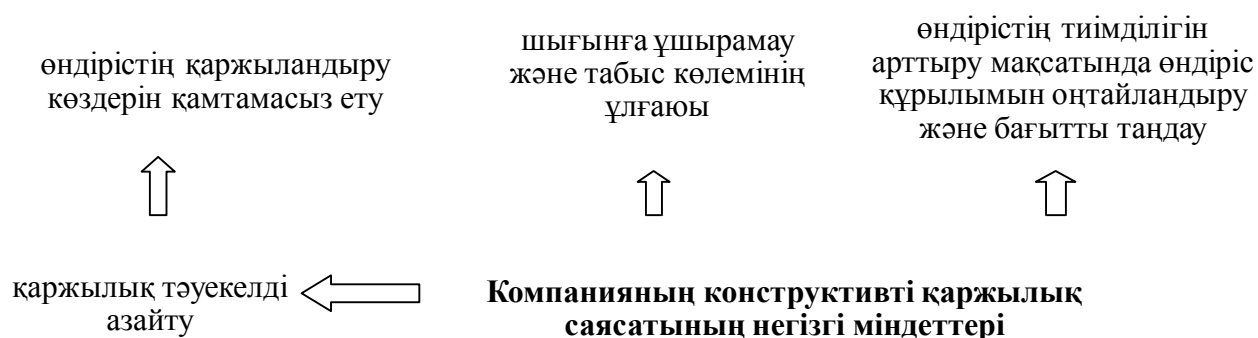 өндірістің қаржыландыру
көздерін қамтамасыз ету
шығынға ұшырамау
және табыс көлемінің
ұлғаюы
өндірістің тиімділігін
арттыру мақсатында өндіріс
құрылымын оңтайландыру
және бағытты таңдау
қаржылық тәуекелді
азайту
Компанияның конструктивті қаржылық
саясатының негізгі міндеттері